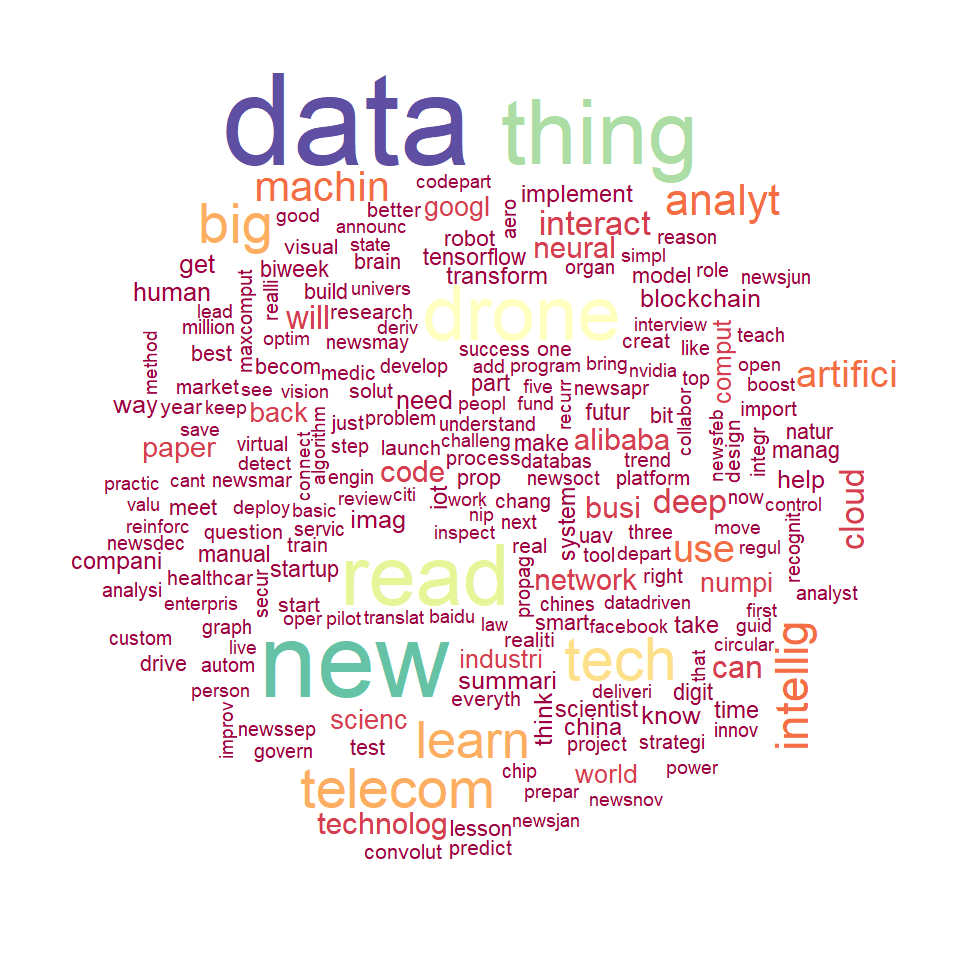 data
thing
machin
codepart
implement
analyt
big
good
better
googl
aero
interact
announc
visual
state
robot
neural
reason
get
biweek
brain
tensorflow
organ
simpl
human
realli
build
univers
transform
model
role
newsjun
maxcomput
lead
will
research
drone
blockchain
million
optim
deriv
interview
method
best
newsmay
success
one
creat
like
comput
teach
becom
medic
develop
add
program
bring
nvidia
open
artifici
market
see
vision
solut
part
five
newsapr
top
boost
way
year
keep
back
need
peopl
fund
recurr
futur
bit
collabor
import
save
just
problem
understand
alibaba
newsfeb
design
integr
natur
paper
virtual
algorithm
step
launch
challeng
make
manag
detect
connect
engin
code
process
databas
trend
practic
cant
newsmar
prop
newsoct
platform
help
valu
meet
deploy
basic
review
citi
iot
work
chang
system
busi
deep
now
control
cloud
reinforc
question
servic
imag
nip
next
uav
three
move
newsdec
manual
train
inspect
real
tool
depart
use
regul
recognit
compani
healthcar
startup
read
network
right
numpi
analysi
enterpris
secur
start
propag
chines
datadriven
first
analyst
graph
oper
pilot
translat
baidu
law
smart
facebook
take
guid
custom
live
new
realiti
circular
intellig
drive
autom
industri
tech
that
can
person
summari
deliveri
digit
everyth
improv
newssep
scienc
think
scientist
know
time
govern
test
learn
china
project
strategi
innov
telecom
chip
world
power
prepar
newsnov
technolog
lesson
newsjan
convolut
predict